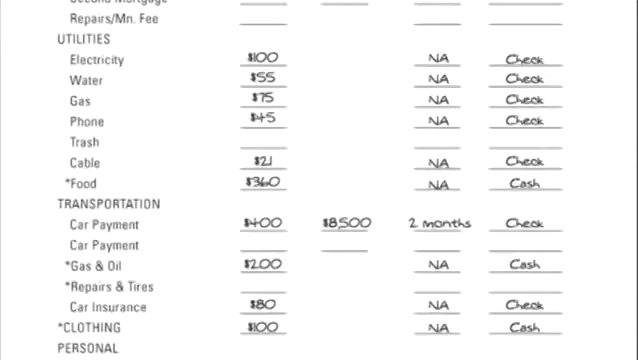 Second Mortgage
Repairs/Mn. Fee
UTILITIES
Electricity $100 NA Check
Water $55 NA Check
Gas $75 NA Check
Phone $45 NA Check
Trash
Cable $21 NA Check
*Food $360 NA Cash
TRANSPORTATION
Car Payment $400 $8,500 2 months Check
Car Payment
*Gas & Oil $200 NA Cash
*Repairs & Tires
Car Insurance $80 NA Check
*CLOTHING $100 NA Cash
PERSONAL